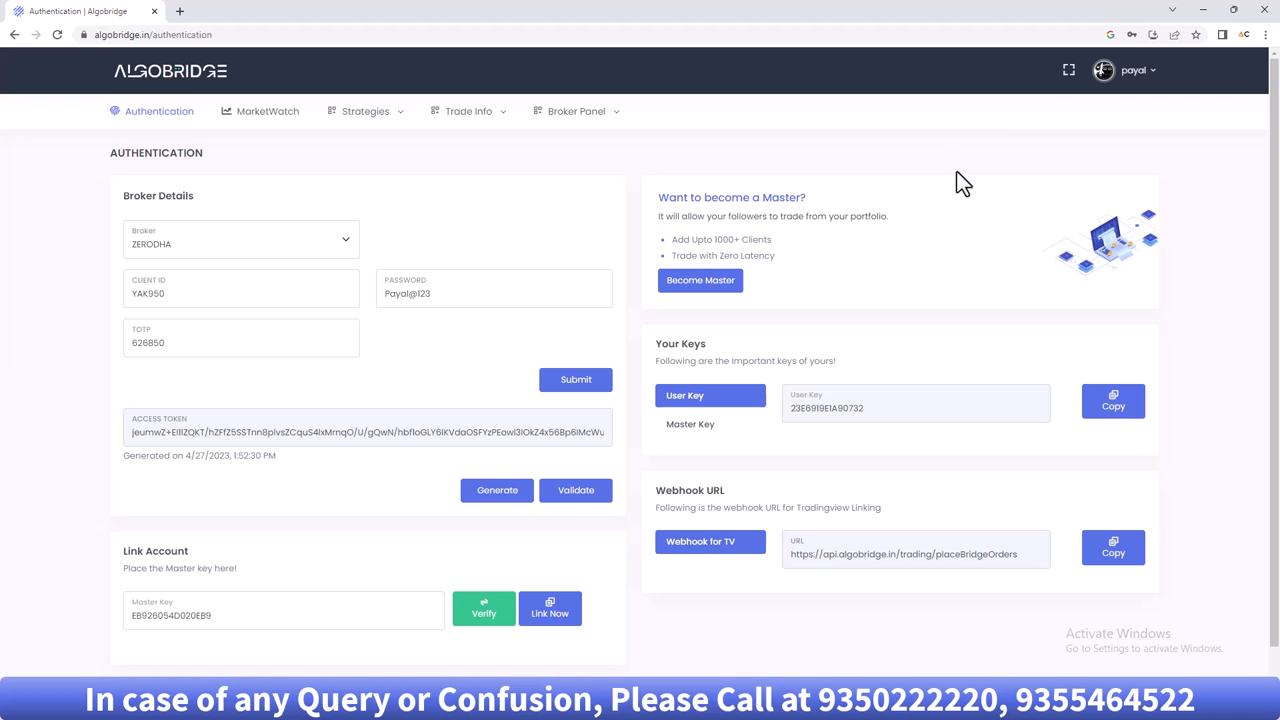 Authentication | Algobridge
algobridge.in/authentication
ALGOBRIDGE
payal
Authentication
MarketWatch
Strategies
Trade Info
Broker Panel
AUTHENTICATION
Broker Details
Broker
ZERODHA
CLIENT ID
YAK950
PASSWORD
Payal@123
TOTP
626850
Submit
ACCESS TOKEN
Generated on 4/27/2023, 1:52:30 PM
Generate
Validate
Link Account
Place the Master key here!
Master Key
EB926054D020EB9
Verify
Link Now
Want to become a Master?
It will allow your followers to trade from your portfolio.
• Add Upto 1000+ Clients
• Trade with Zero Latency
Become Master
Your Keys
Following are the Important keys of yours!
User Key
Master Key
User Key
23E6919E1A90732
Copy
Webhook URL
Following is the webhook URL for Tradingview Linking
Webhook for TV
URL
https://api.algobridge.in/trading/placeBridgeOrders
Copy
Activate Windows
Go to Settings to activate Windows.
In case of any Query or Confusion, Please Call at 9350222220, 9355464522